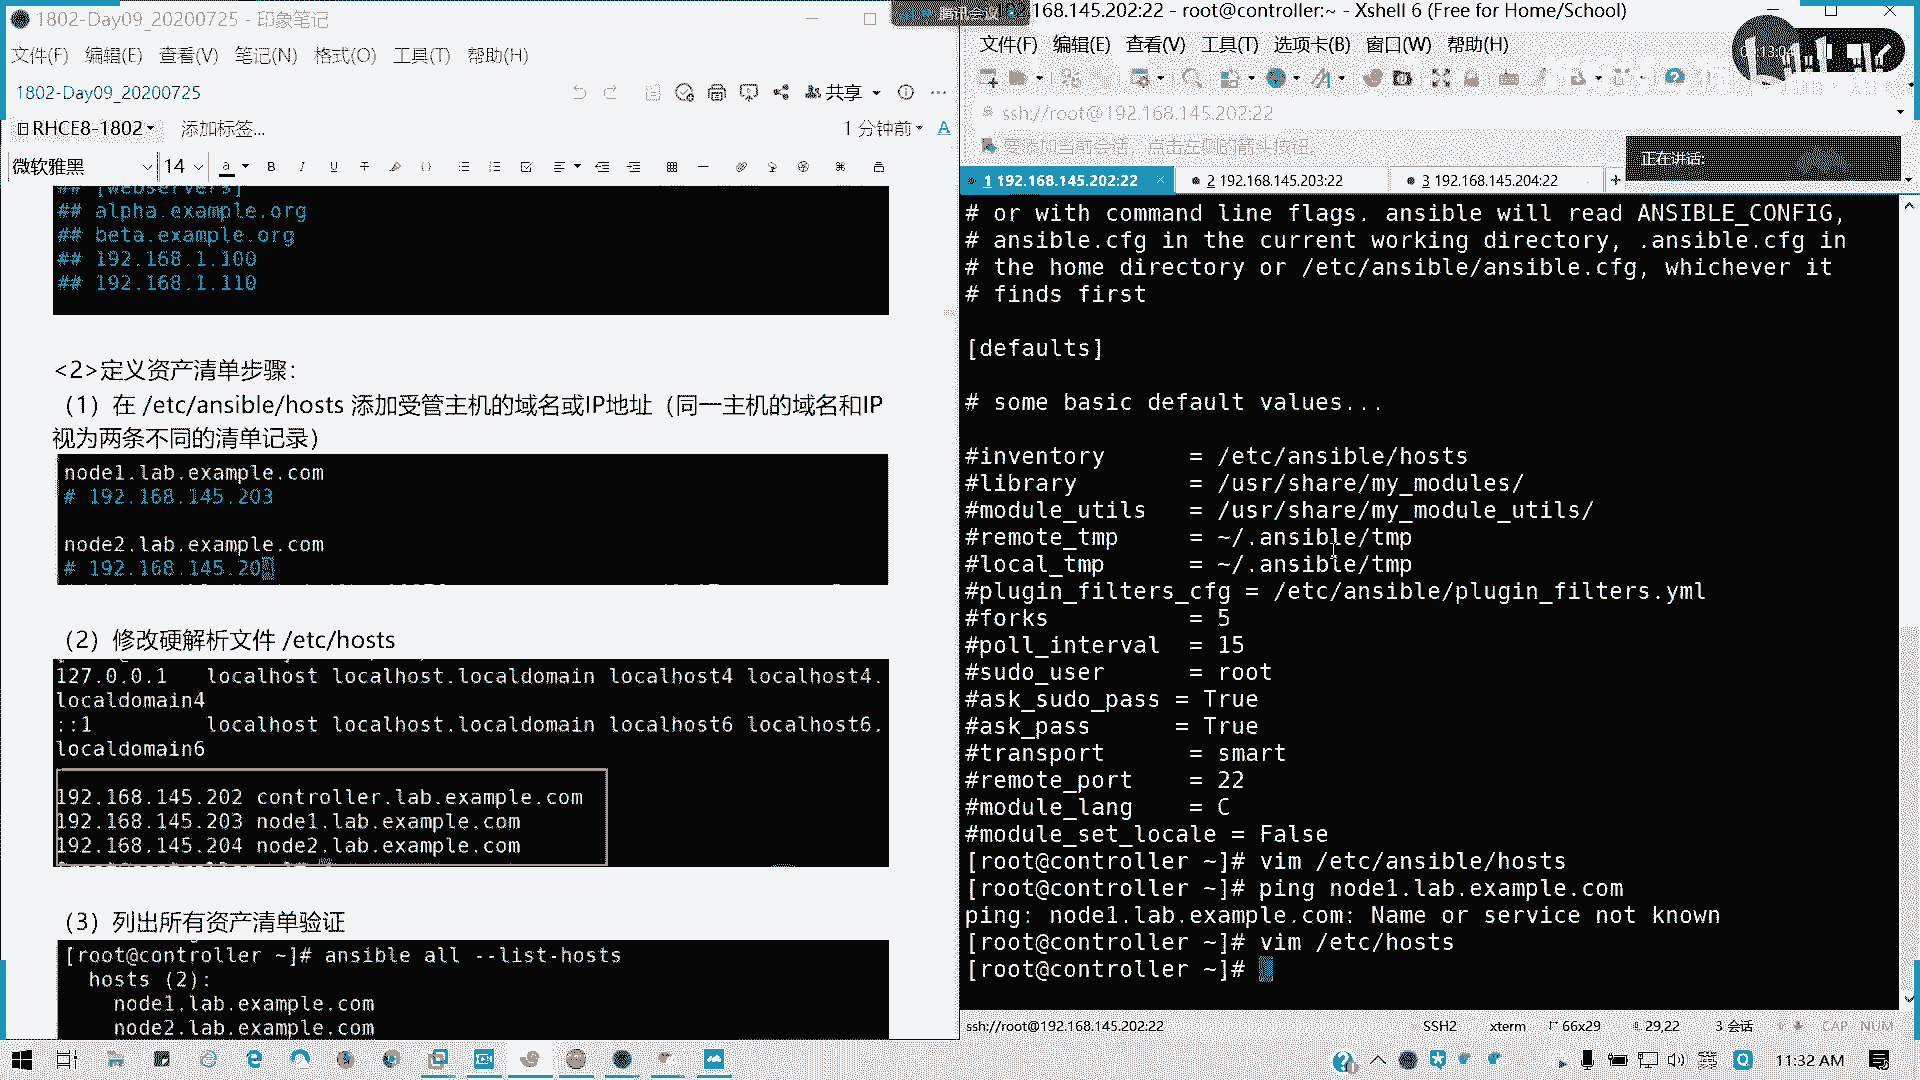 1802-Day09_20200725 - 印象笔记
文件(F) 编辑(E) 查看(V) 笔记(N) 格式(O) 工具(T) 帮助(H)
1802-Day09_20200725
共享
RHCE8-1802
添加标签...
1 分钟前
微软雅黑 14
## [webservers]
## alpha.example.org
## beta.example.org
## 192.168.1.100
## 192.168.1.110
<2>定义资产清单步骤：
（1）在 /etc/ansible/hosts 添加受管主机的域名或IP地址（同一主机的域名和IP
视为两条不同的清单记录）
node1.lab.example.com
# 192.168.145.203
node2.lab.example.com
（2）修改硬解析文件 /etc/hosts
127.0.0.1 localhost localhost.localdomain localhost4 localhost4.
localdomain4
::1 localhost localhost.localdomain localhost6 localhost6.
localdomain6
192.168.145.202 controller.lab.example.com
192.168.145.203 node1.lab.example.com
192.168.145.204 node2.lab.example.com
（3）列出所有资产清单验证
[root@controller ~]# ansible all --list-hosts
hosts (2):
node1.lab.example.com
node2.lab.example.com
腾讯会议
.168.145.202:22 - root@controller:~ - Xshell 6 (Free for Home/School)
文件(F) 编辑(E) 查看(V) 工具(T) 选项卡(B) 窗口(W) 帮助(H)
ssh://root@192.168.145.202:22
要添加当前会话，点击左侧的箭头按钮。
正在讲话:
1 192.168.145.202:22
2 192.168.145.203:22
3 192.168.145.204:22
# or with command line flags. ansible will read ANSIBLE_CONFIG,
# ansible.cfg in the current working directory, .ansible.cfg in
# the home directory or /etc/ansible/ansible.cfg, whichever it
# finds first
[defaults]
# some basic default values...
#inventory = /etc/ansible/hosts
#library = /usr/share/my_modules/
#module_utils = /usr/share/my_module_utils/
#remote_tmp = ~/.ansible/tmp
#local_tmp = ~/.ansible/tmp
#plugin_filters_cfg = /etc/ansible/plugin_filters.yml
#forks = 5
#poll_interval = 15
#sudo_user = root
#ask_sudo_pass = True
#ask_pass = True
#transport = smart
#remote_port = 22
#module_lang = C
#module_set_locale = False
[root@controller ~]# vim /etc/ansible/hosts
[root@controller ~]# ping node1.lab.example.com
ping: node1.lab.example.com: Name or service not known
[root@controller ~]# vim /etc/hosts
[root@controller ~]#
ssh://root@192.168.145.202:22 SSH2 xterm 66x29 29,22 3 会话 CAP NUM
11:32 AM